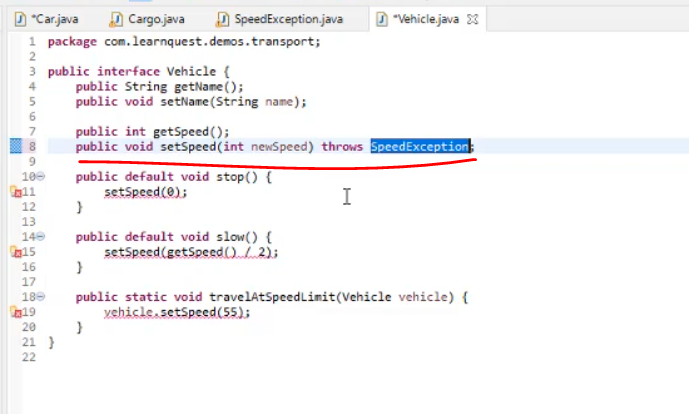 *Car.java Cargo.java SpeedException.java *Vehicle.java
1 package com.learnquest.demos.transport;
2
3 public interface Vehicle {
4 public String getName();
5 public void setName(String name);
6
7 public int getSpeed();
8 public void setSpeed(int newSpeed) throws SpeedException;
9
10 public default void stop() {
11 setSpeed(0);
12 }
13
14 public default void slow() {
15 setSpeed(getSpeed() / 2);
16 }
17
18 public static void travelAtSpeedLimit(Vehicle vehicle) {
19 vehicle.setSpeed(55);
20 }
21 }
22